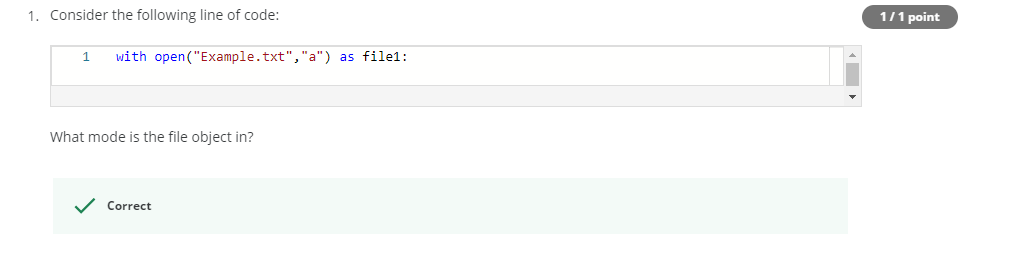 1. Consider the following line of code:
1 / 1 point
1 with open("Example.txt","a") as file1:
What mode is the file object in?
Correct